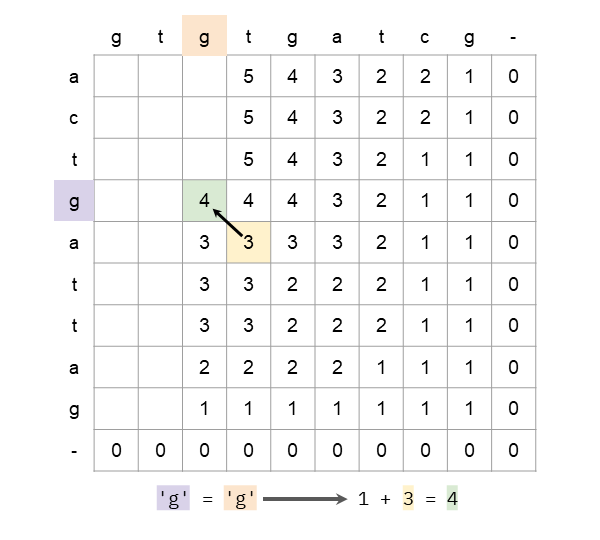 g t g t g a t c g -
a 5 4 3 2 2 1 0
c 5 4 3 2 2 1 0
t 5 4 3 2 1 1 0
g 4 4 4 3 2 1 1 0
a 3 3 3 3 2 1 1 0
t 3 3 2 2 2 1 1 0
t 3 3 2 2 2 1 1 0
a 2 2 2 2 1 1 1 0
g 1 1 1 1 1 1 1 0
- 0 0 0 0 0 0 0 0 0 0
'g' = 'g' 1 + 3 = 4